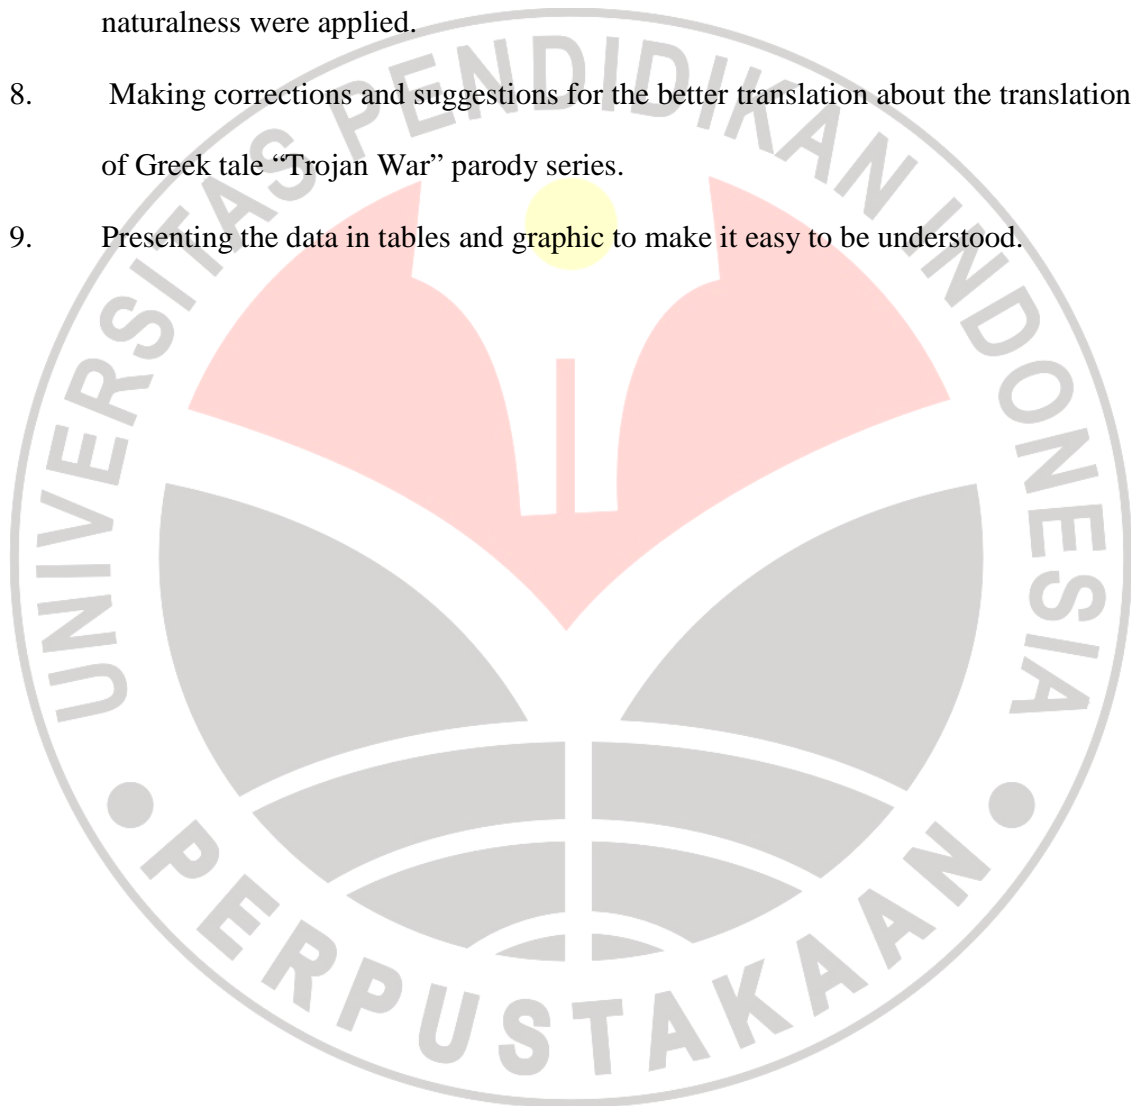 naturalness were applied.
8. Making corrections and suggestions for the better translation about the translation
of Greek tale “Trojan War” parody series.
9. Presenting the data in tables and graphic to make it easy to be understood.
UNIVERSITAS PENDIDIKAN INDONESIA
PERPUSTAKAAN